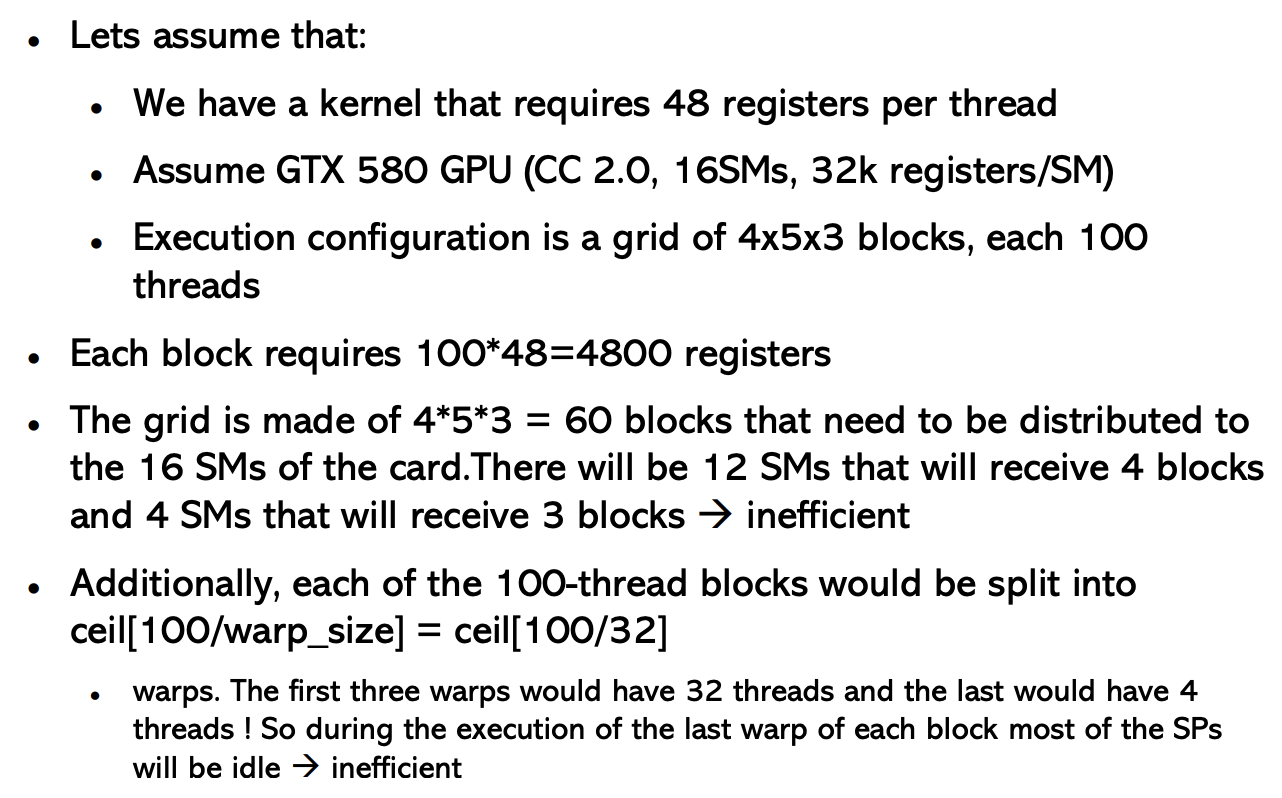 • Lets assume that:
• We have a kernel that requires 48 registers per thread
• Assume GTX 580 GPU (CC 2.0, 16SMs, 32k registers/SM)
• Execution configuration is a grid of 4x5x3 blocks, each 100
threads
• Each block requires 100*48=4800 registers
• The grid is made of 4*5*3 = 60 blocks that need to be distributed to
the 16 SMs of the card.There will be 12 SMs that will receive 4 blocks
and 4 SMs that will receive 3 blocks → inefficient
• Additionally, each of the 100-thread blocks would be split into
ceil[100/warp_size] = ceil[100/32]
• warps. The first three warps would have 32 threads and the last would have 4
threads ! So during the execution of the last warp of each block most of the SPs
will be idle → inefficient